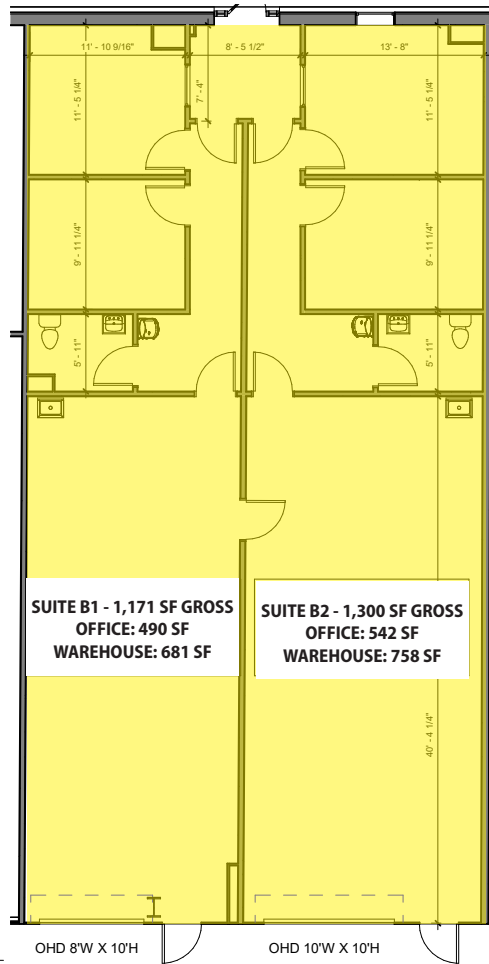 11' - 10 9/16"
8' - 5 1/2"
13' - 8"
7' - 4"
11' - 5 1/4"
11' - 5 1/4"
9' - 11 1/4"
9' - 11 1/4"
5' - 11"
5' - 11"
SUITE B1 - 1,171 SF GROSS
OFFICE: 490 SF
WAREHOUSE: 681 SF
SUITE B2 - 1,300 SF GROSS
OFFICE: 542 SF
WAREHOUSE: 758 SF
40' - 4 1/4"
OHD 8'W X 10'H
OHD 10'W X 10'H